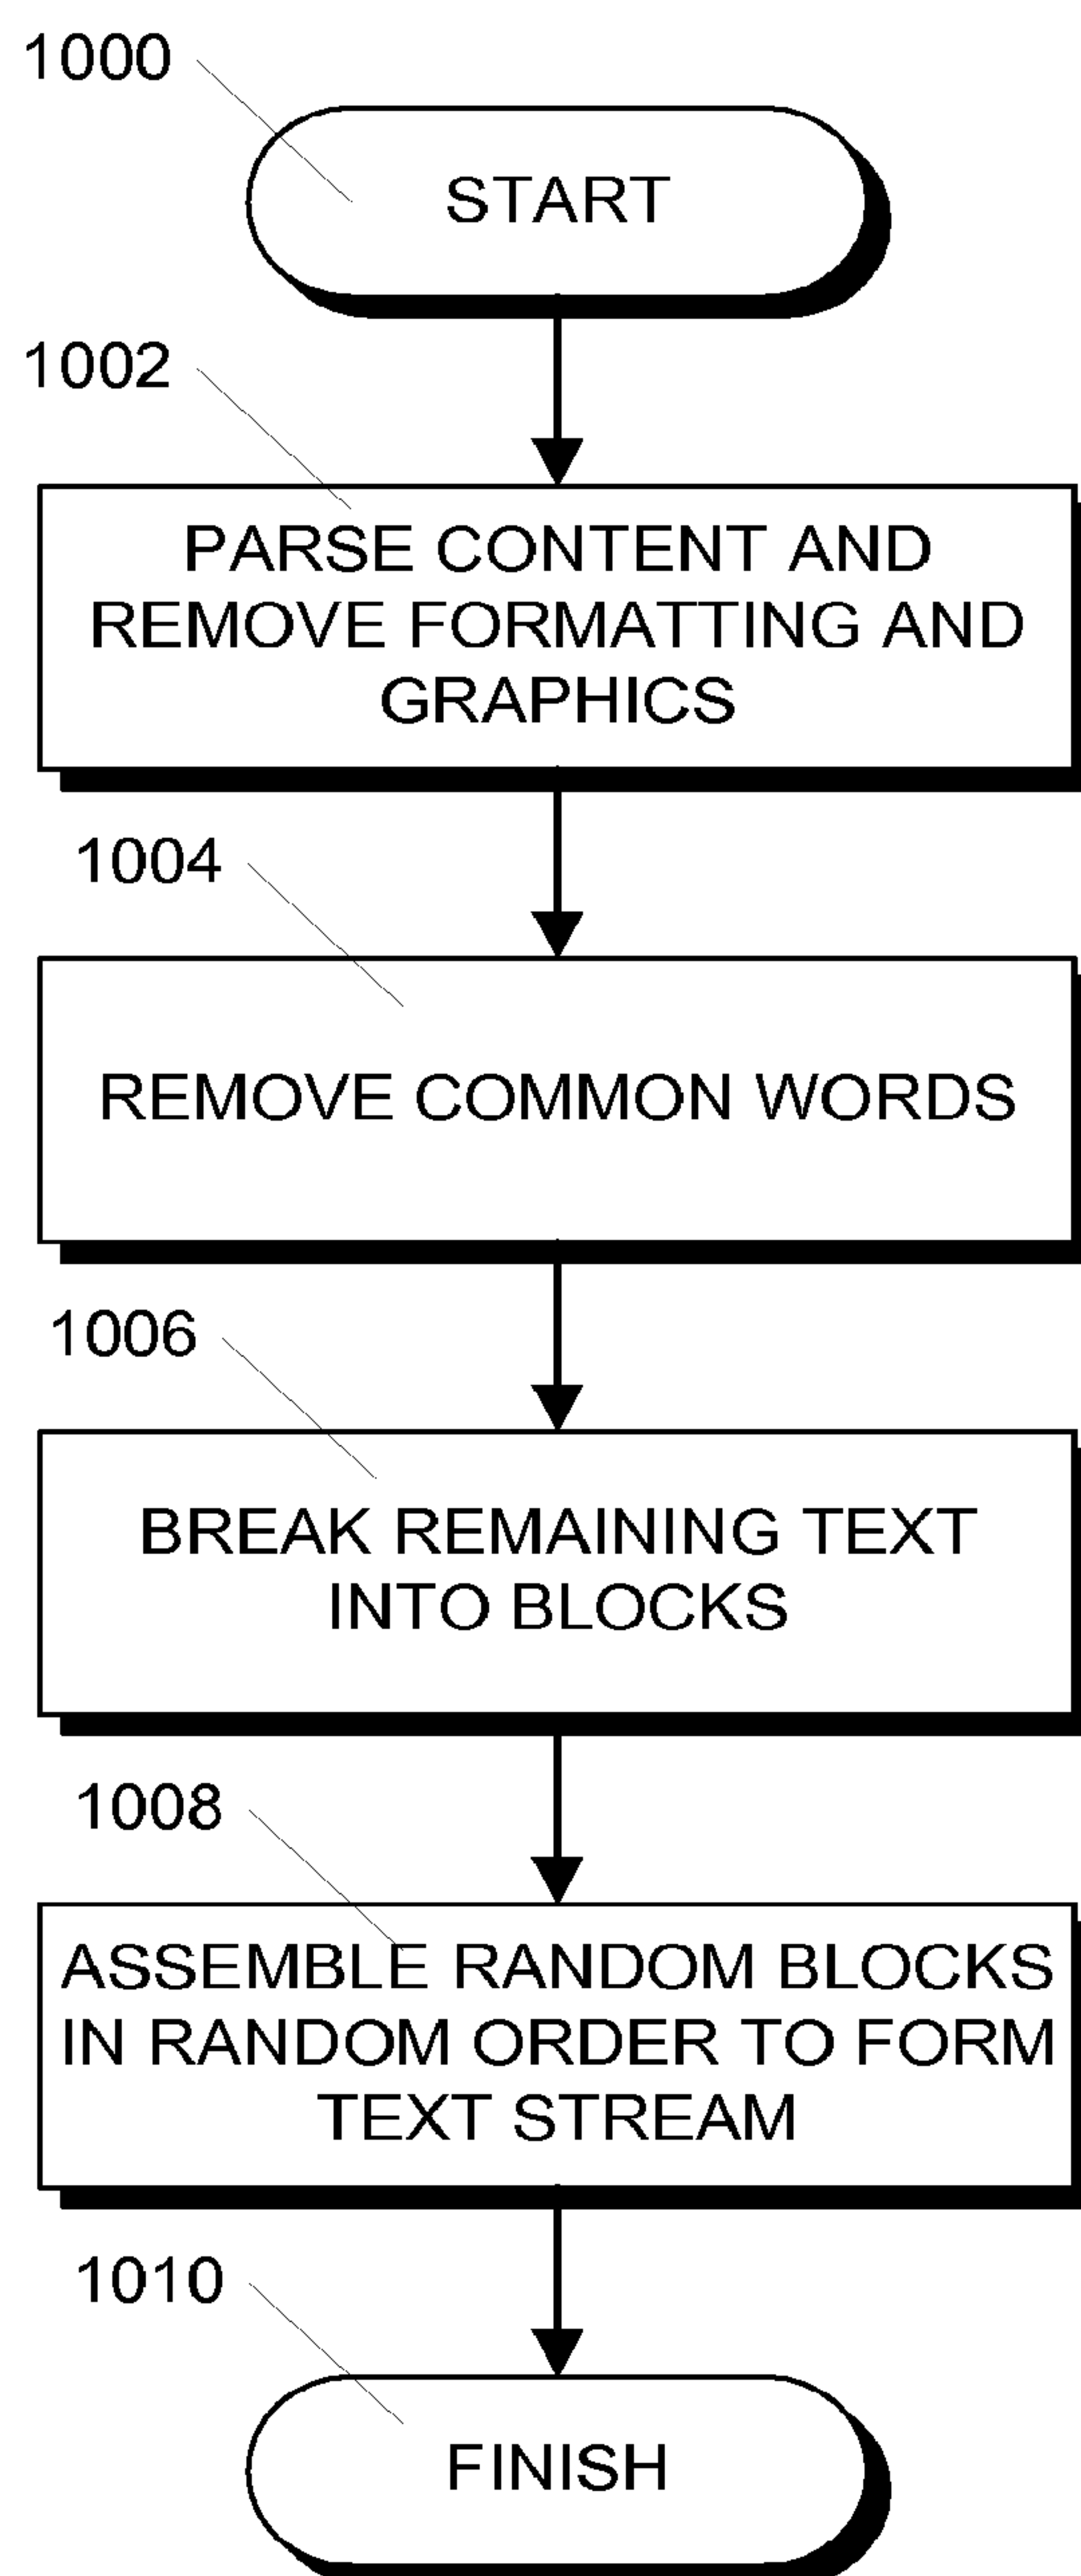 1000
START
1002
PARSE CONTENT AND
REMOVE FORMATTING AND
GRAPHICS
1004
REMOVE COMMON WORDS
1006
BREAK REMAINING TEXT
INTO BLOCKS
1008
ASSEMBLE RANDOM BLOCKS
IN RANDOM ORDER TO FORM
TEXT STREAM
1010
FINISH